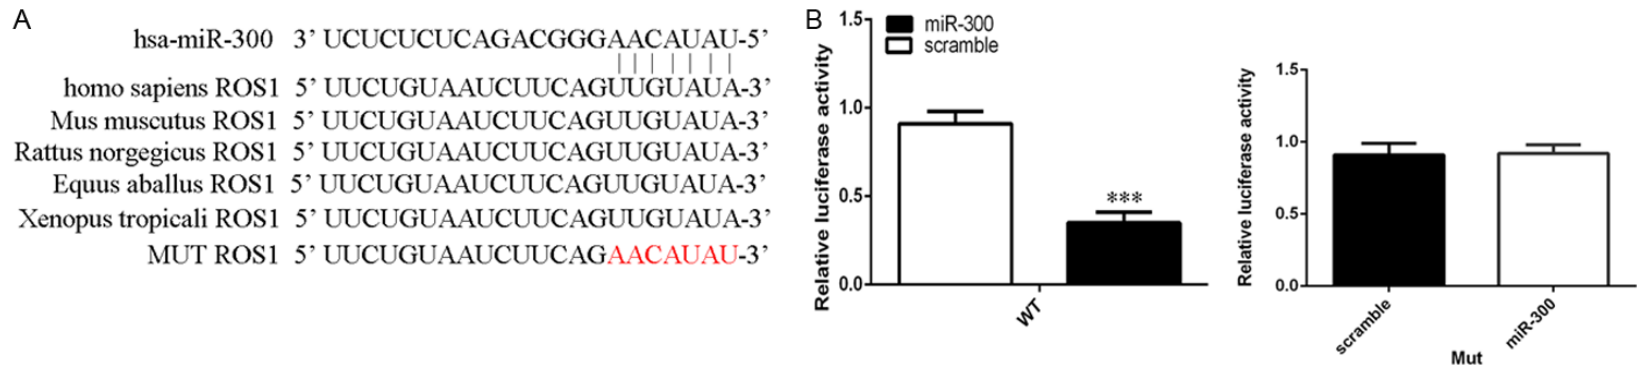 A
hsa-miR-300 3’ UCUCUCUCAGACGGGAACAUAU-5’
homo sapiens ROS1 5’ UUCUGUAAUCUUCAGUUGUAUA-3’
Mus muscutus ROS1 5’ UUCUGUAAUCUUCAGUUGUAUA-3’
Rattus norgegicus ROS1 5’ UUCUGUAAUCUUCAGUUGUAUA-3’
Equus aballus ROS1 5’ UUCUGUAAUCUUCAGUUGUAUA-3’
Xenopus tropicali ROS1 5’ UUCUGUAAUCUUCAGUUGUAUA-3’
MUT ROS1 5’ UUCUGUAAUCUUCAGAACAUAU-3’
B
miR-300
scramble
Relative luciferase activity
1.5
1.0
0.5
0.0
***
WT
Relative luciferase activity
1.5
1.0
0.5
0.0
scramble
miR-300
Mut